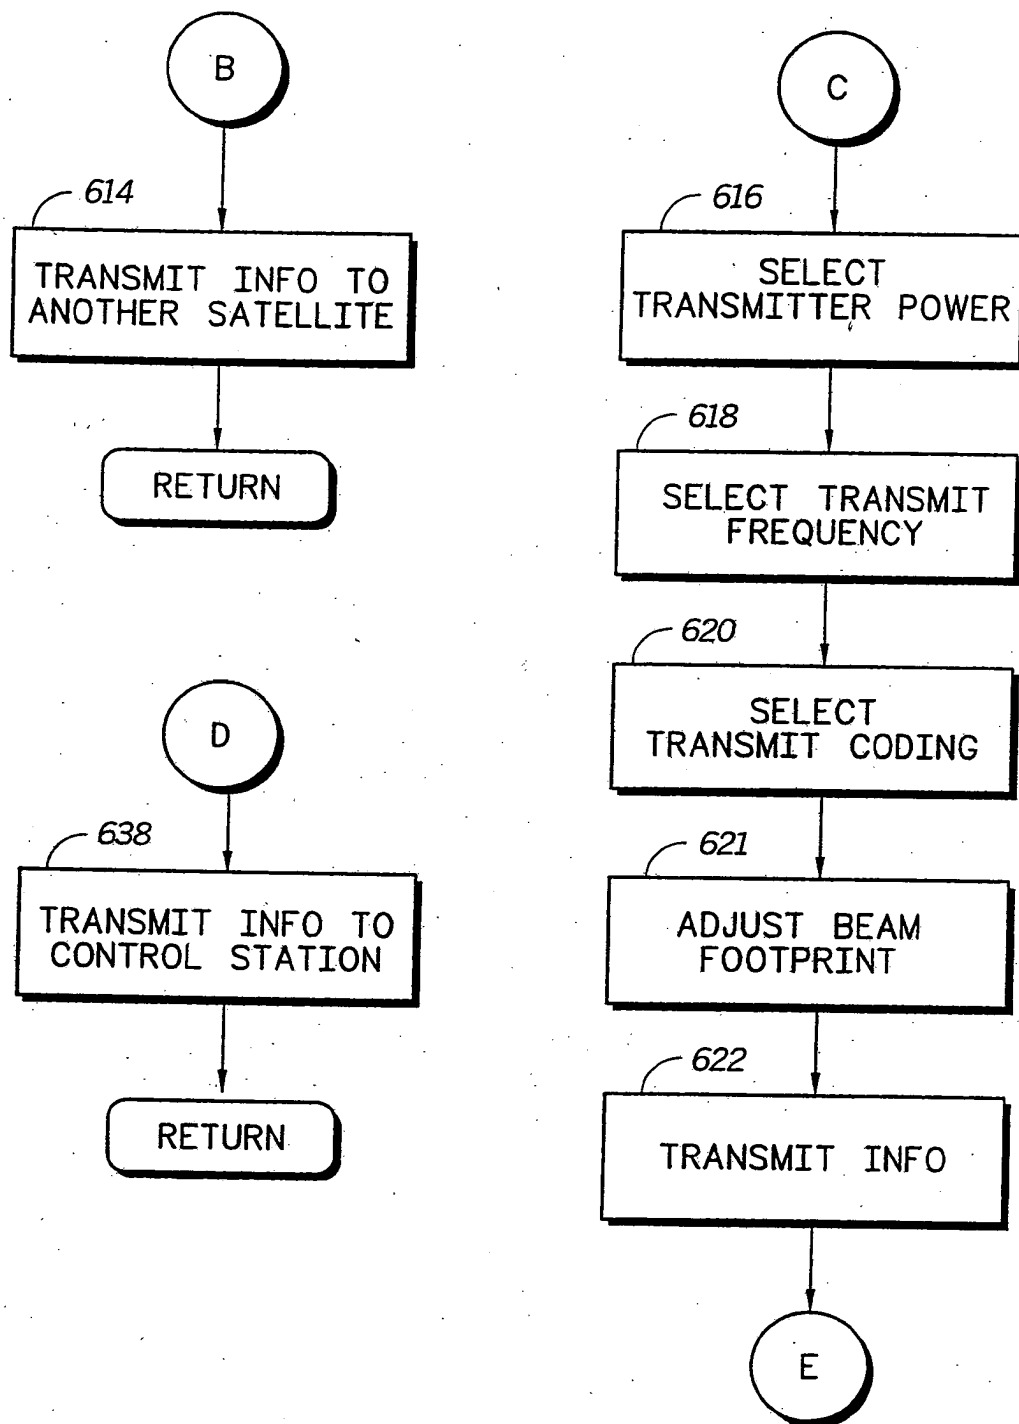 B
614
TRANSMIT INFO TO
ANOTHER SATELLITE
RETURN
D
638
TRANSMIT INFO TO
CONTROL STATION
RETURN
C
616
SELECT
TRANSMITTER POWER
618
SELECT TRANSMIT
FREQUENCY
620
SELECT
TRANSMIT CODING
621
ADJUST BEAM
FOOTPRINT
622
TRANSMIT INFO
E